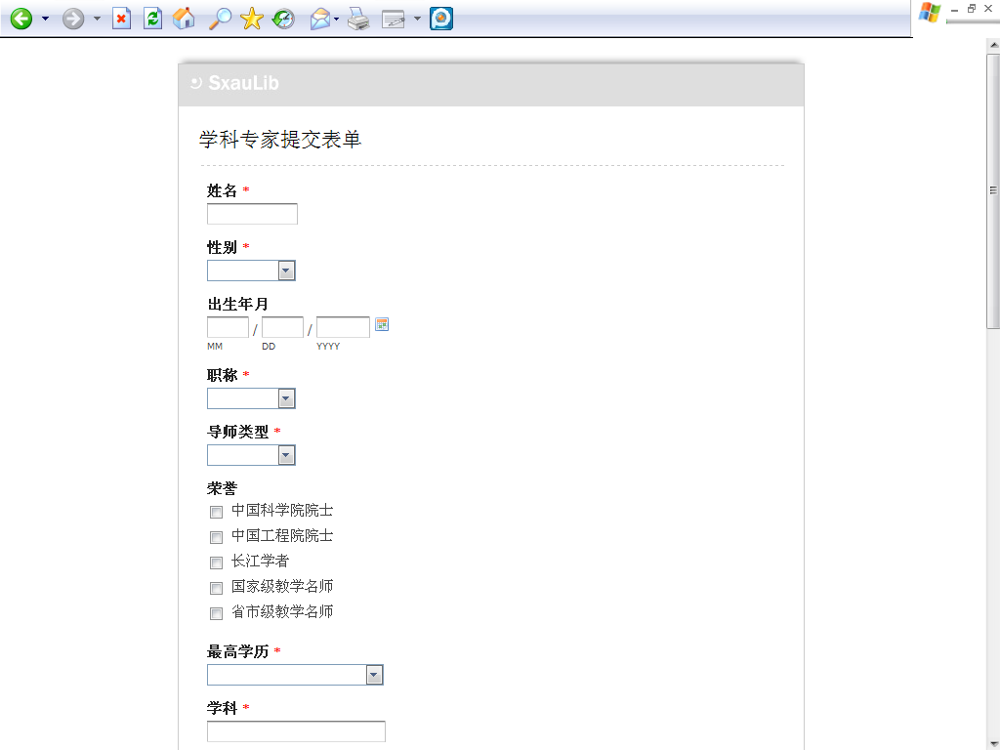 SxauLib
学科专家提交表单
姓名 *
性别 *
出生年月
/ /
MM DD YYYY
职称 *
导师类型 *
荣誉
中国科学院院士
中国工程院院士
长江学者
国家级教学名师
省市级教学名师
最高学历 *
学科 *